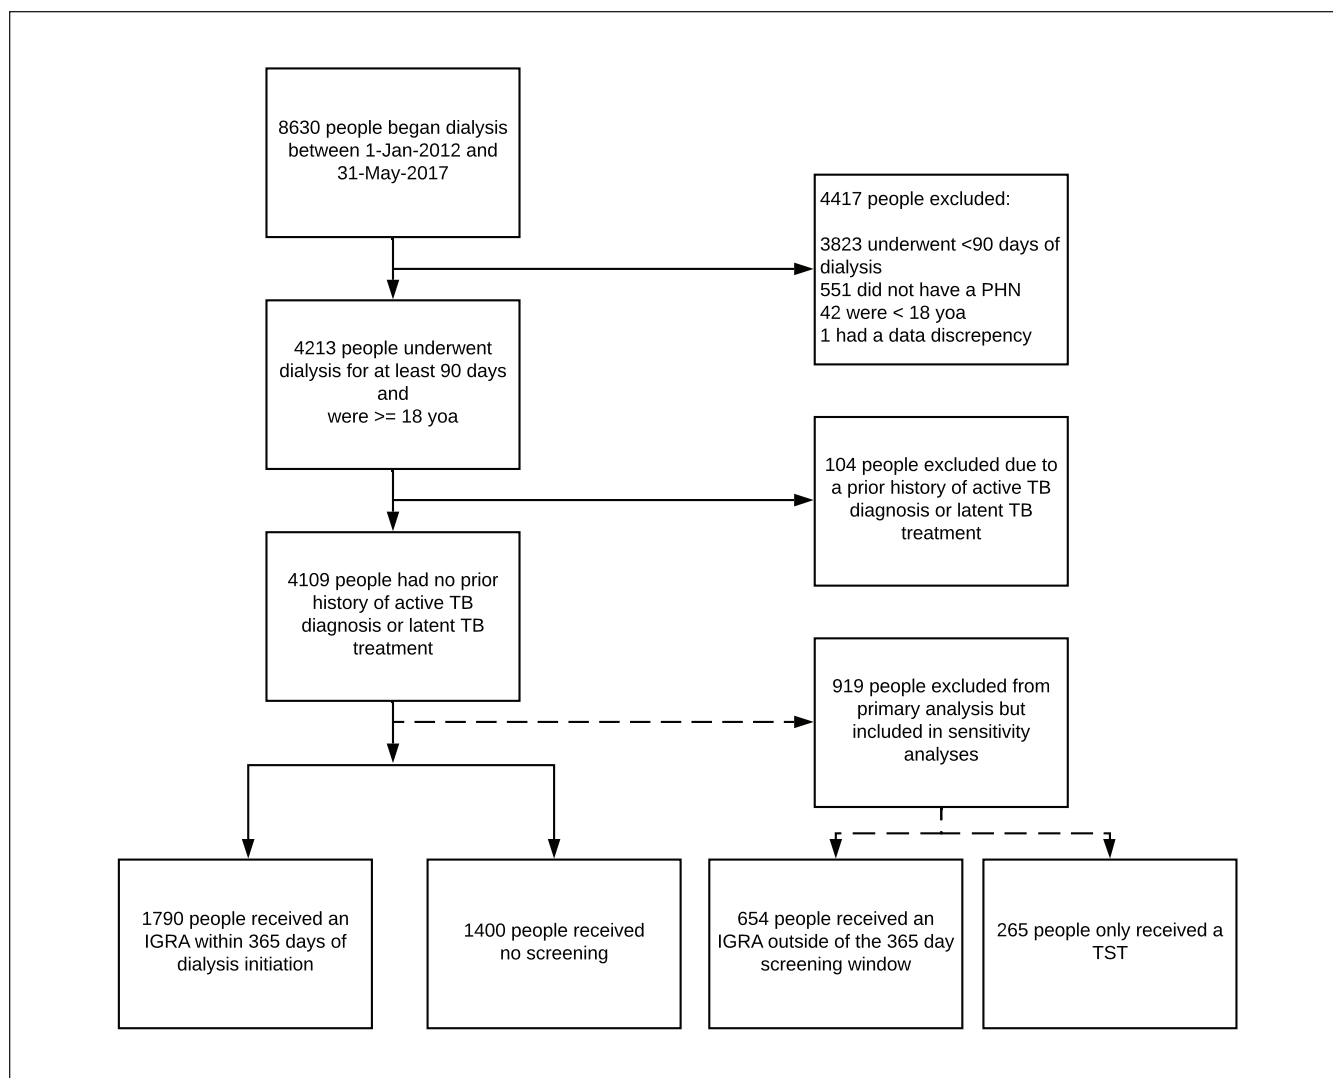 8630 people began dialysis
between 1-Jan-2012 and
31-May-2017
4417 people excluded:
3823 underwent <90 days of
dialysis
551 did not have a PHN
42 were < 18 yoa
1 had a data discrepency
4213 people underwent
dialysis for at least 90 days
and
were >= 18 yoa
104 people excluded due to
a prior history of active TB
diagnosis or latent TB
treatment
4109 people had no prior
history of active TB
diagnosis or latent TB
treatment
919 people excluded from
primary analysis but
included in sensitivity
analyses
1790 people received an
IGRA within 365 days of
dialysis initiation
1400 people received
no screening
654 people received an
IGRA outside of the 365 day
screening window
265 people only received a
TST